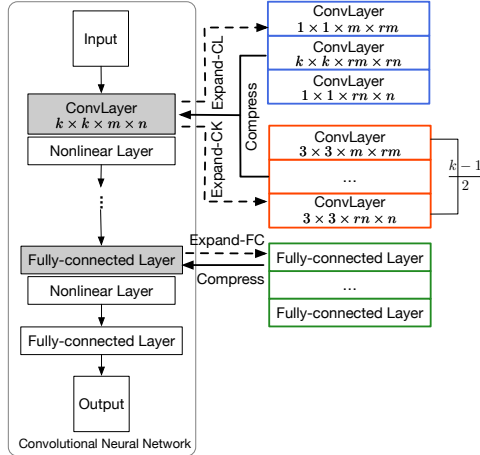 Input
ConvLayer
k × k × m × n
Nonlinear Layer
...
Fully-connected Layer
Nonlinear Layer
Fully-connected Layer
Output
Convolutional Neural Network
Expand-CL
Compress
Expand-CK
Expand-FC
Compress
ConvLayer
1 × 1 × m × rm
ConvLayer
k × k × rm × rn
ConvLayer
1 × 1 × rn × n
ConvLayer
3 × 3 × m × rm
...
ConvLayer
3 × 3 × rn × n
k − 1
2
Fully-connected Layer
...
Fully-connected Layer